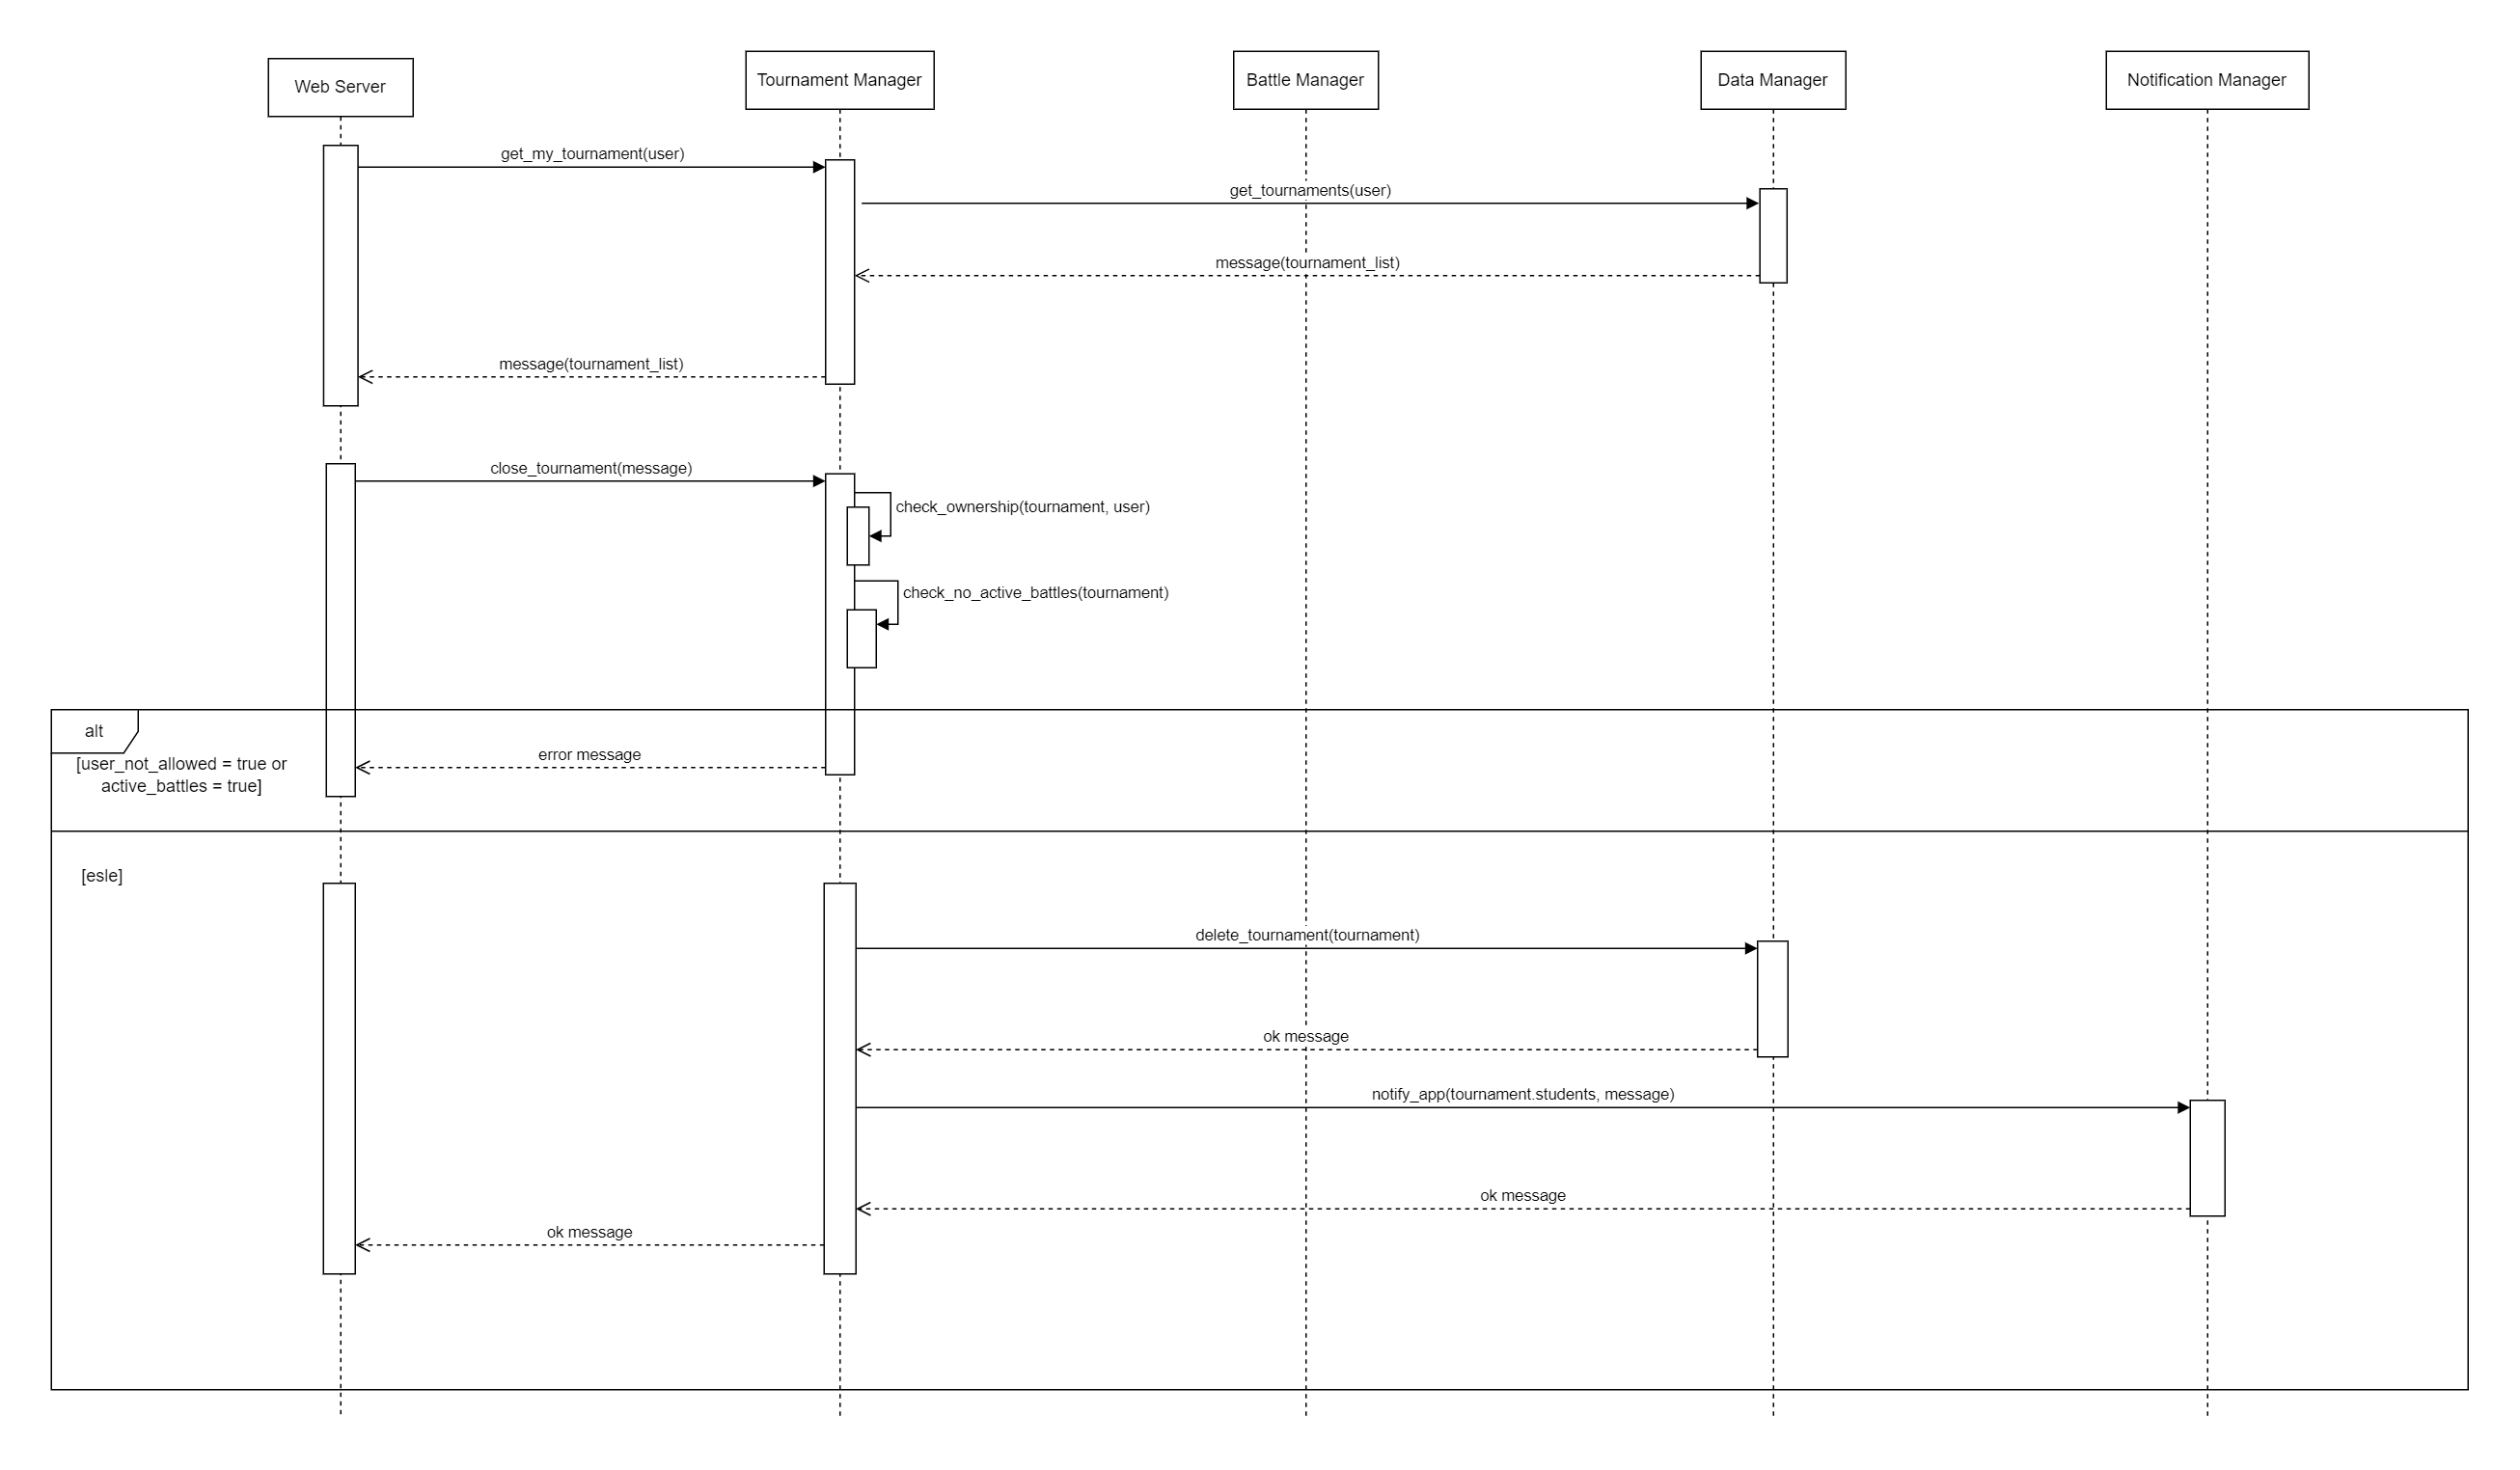 Web Server
Tournament Manager
Battle Manager
Data Manager
Notification Manager
get_my_tournament(user)
get_tournaments(user)
message(tournament_list)
message(tournament_list)
close_tournament(message)
check_ownership(tournament, user)
check_no_active_battles(tournament)
alt
error message
[user_not_allowed = true or
active_battles = true]
[esle]
delete_tournament(tournament)
ok message
notify_app(tournament.students, message)
ok message
ok message